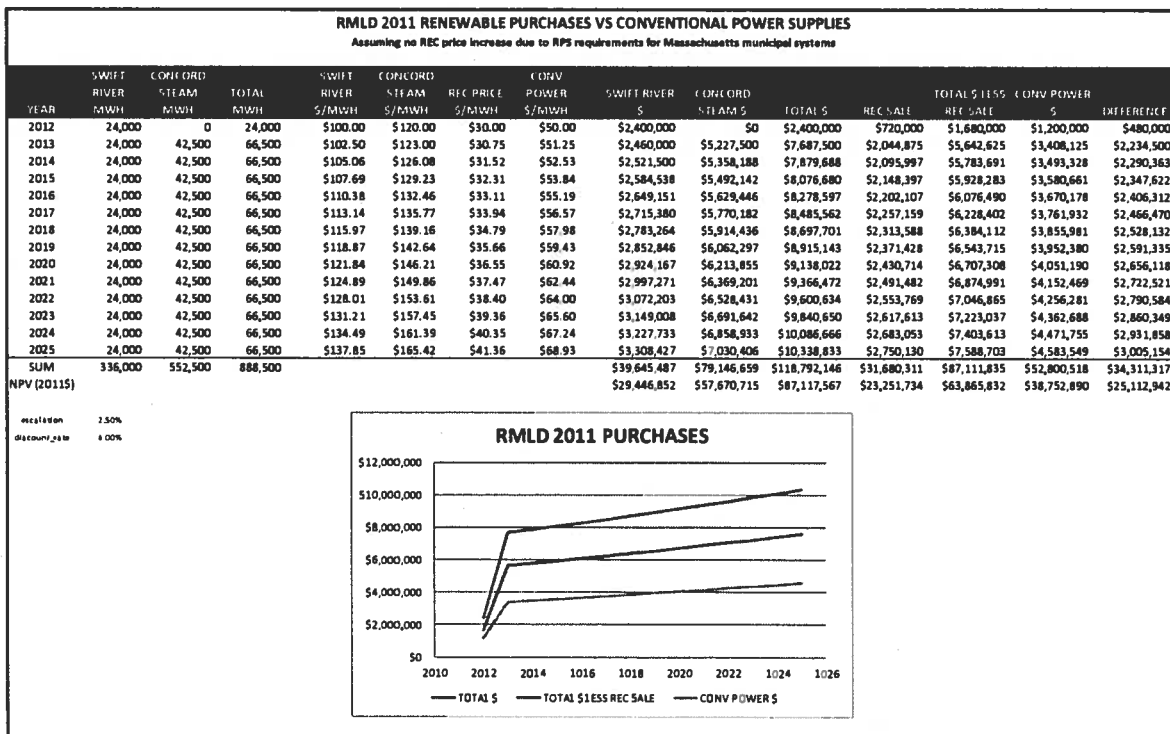 RMLD 2011 RENEWABLE PURCHASES VS CONVENTIONAL POWER SUPPLIES
Assuming no REC price increase due to RPS requirements for Massachusetts municipal systems
SWIFT CONCORD SWIFT CONCORD CONV
RIVER STEAM TOTAL RIVER STEAM REC PRICE POWER SWIFT RIVER CONCORD TOTAL $ LESS CONV POWER
YEAR MWH MWH MWH $/MWH $/MWH $/MWH $/MWH $ STEAM $ TOTAL $ REC SALE REC SALE $ DIFFERENCE
2012 24,000 0 24,000 $100.00 $120.00 $30.00 $50.00 $2,400,000 $0 $2,400,000 $720,000 $1,680,000 $1,200,000 $480,000
2013 24,000 42,500 66,500 $102.50 $123.00 $30.75 $51.25 $2,460,000 $5,227,500 $7,687,500 $2,044,875 $5,642,625 $3,408,125 $2,234,500
2014 24,000 42,500 66,500 $105.06 $126.08 $31.52 $52.53 $2,521,500 $5,358,188 $7,879,688 $2,095,997 $5,783,691 $3,493,328 $2,290,363
2015 24,000 42,500 66,500 $107.69 $129.23 $32.31 $53.84 $2,584,538 $5,492,142 $8,076,680 $2,148,397 $5,928,283 $3,580,661 $2,347,622
2016 24,000 42,500 66,500 $110.38 $132.46 $33.11 $55.19 $2,649,151 $5,629,446 $8,278,597 $2,202,107 $6,076,490 $3,670,178 $2,406,312
2017 24,000 42,500 66,500 $113.14 $135.77 $33.94 $56.57 $2,715,380 $5,770,182 $8,485,562 $2,257,159 $6,228,402 $3,761,932 $2,466,470
2018 24,000 42,500 66,500 $115.97 $139.16 $34.79 $57.98 $2,783,264 $5,914,436 $8,697,701 $2,313,588 $6,384,112 $3,855,981 $2,528,132
2019 24,000 42,500 66,500 $118.87 $142.64 $35.66 $59.43 $2,852,846 $6,062,297 $8,915,143 $2,371,428 $6,543,715 $3,952,380 $2,591,335
2020 24,000 42,500 66,500 $121.84 $146.21 $36.55 $60.92 $2,924,167 $6,213,855 $9,138,022 $2,430,714 $6,707,308 $4,051,190 $2,656,118
2021 24,000 42,500 66,500 $124.89 $149.86 $37.47 $62.44 $2,997,271 $6,369,201 $9,366,472 $2,491,482 $6,874,991 $4,152,469 $2,722,521
2022 24,000 42,500 66,500 $128.01 $153.61 $38.40 $64.00 $3,072,203 $6,528,431 $9,600,634 $2,553,769 $7,046,865 $4,256,281 $2,790,584
2023 24,000 42,500 66,500 $131.21 $157.45 $39.36 $65.60 $3,149,008 $6,691,642 $9,840,650 $2,617,613 $7,223,037 $4,362,688 $2,860,349
2024 24,000 42,500 66,500 $134.49 $161.39 $40.35 $67.24 $3,227,733 $6,858,933 $10,086,666 $2,683,053 $7,403,613 $4,471,755 $2,931,858
2025 24,000 42,500 66,500 $137.85 $165.42 $41.36 $68.93 $3,308,427 $7,030,406 $10,338,833 $2,750,130 $7,588,703 $4,583,549 $3,005,154
SUM 336,000 552,500 888,500 $39,645,487 $79,146,659 $118,792,146 $31,680,311 $87,111,835 $52,800,518 $34,311,317
NPV (2011$) $29,446,852 $57,670,715 $87,117,567 $23,251,734 $63,865,832 $38,752,890 $25,112,942
escalation 2.50%
discount_rate 6.00%
RMLD 2011 PURCHASES
$12,000,000
$10,000,000
$8,000,000
$6,000,000
$4,000,000
$2,000,000
$0
2010 2012 2014 1016 1018 2020 2022 1024 1026
TOTAL $ TOTAL $ 1ESS REC SALE CONV POWER $